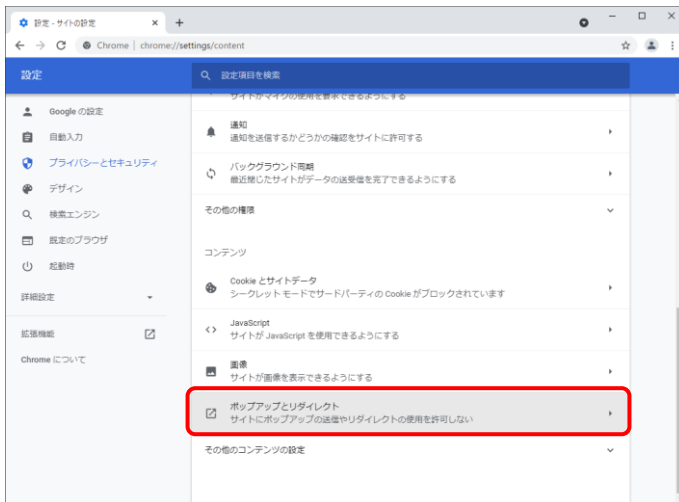 設定 - サイトの設定
Chrome | chrome://settings/content
設定
設定項目を検索
Google の設定
自動入力
プライバシーとセキュリティ
デザイン
検索エンジン
既定のブラウザ
起動時
詳細設定
拡張機能
Chrome について
サイトがマイクの使用を要求できるようにする
通知
通知を送信するかどうかの確認をサイトに許可する
バックグラウンド同期
最近閉じたサイトがデータの送受信を完了できるようにする
その他の権限
コンテンツ
Cookie とサイトデータ
シークレット モードでサードパーティの Cookie がブロックされています
JavaScript
サイトが JavaScript を使用できるようにする
画像
サイトが画像を表示できるようにする
ポップアップとリダイレクト
サイトにポップアップの送信やリダイレクトの使用を許可しない
その他のコンテンツの設定